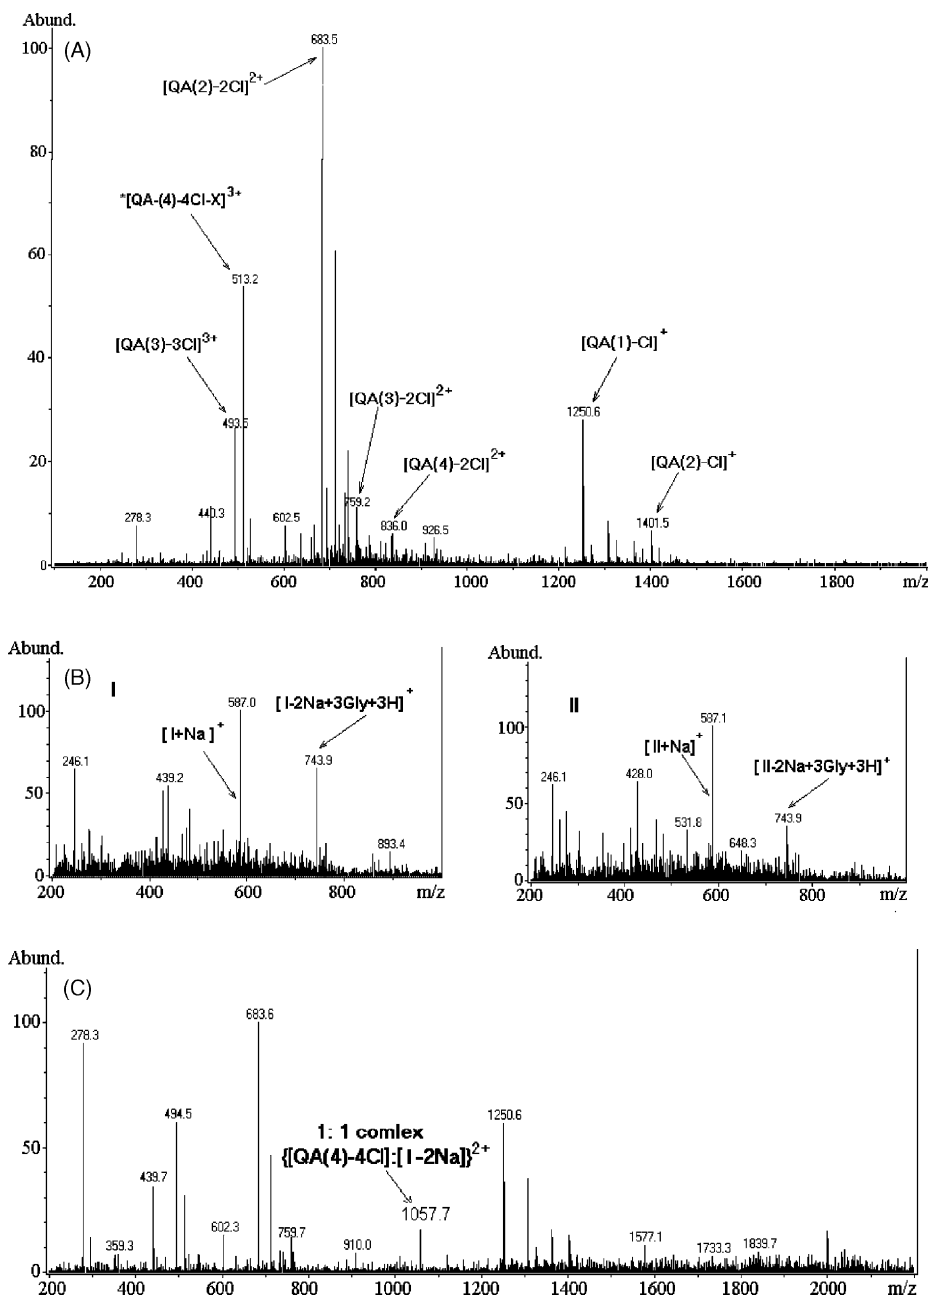 Abund.
(A)
100
80
60
40
20
0
683.5
[QA(2)-2Cl]2+
*[QA-(4)-4Cl-X]3+
513.2
[QA(3)-3Cl]3+
493.5
[QA(3)-2Cl]2+
[QA(4)-2Cl]2+
[QA(1)-Cl]+
1250.6
[QA(2)-Cl]+
1401.5
278.3
440.3
602.5
759.2
836.0
926.5
200 400 600 800 1000 1200 1400 1600 1800 m/z
Abund.
(B)
I
100
50
0
587.0
[I-2Na+3Gly+3H]+
[I+Na]+
246.1
439.2
743.9
893.4
200 400 600 800 m/z
Abund.
II
100
50
0
587.1
[II+Na]+
[II-2Na+3Gly+3H]+
246.1
428.0
531.8
648.3
743.9
200 400 600 800 m/z
Abund.
(C)
100
50
0
278.3
683.6
494.5
439.7
1:1 comlex
{[QA(4)-4Cl]:[I-2Na]}2+
1057.7
1250.6
359.3
602.3
759.7
910.0
1577.1
1733.3
1839.7
200 400 600 800 1000 1200 1400 1600 1800 2000 m/z